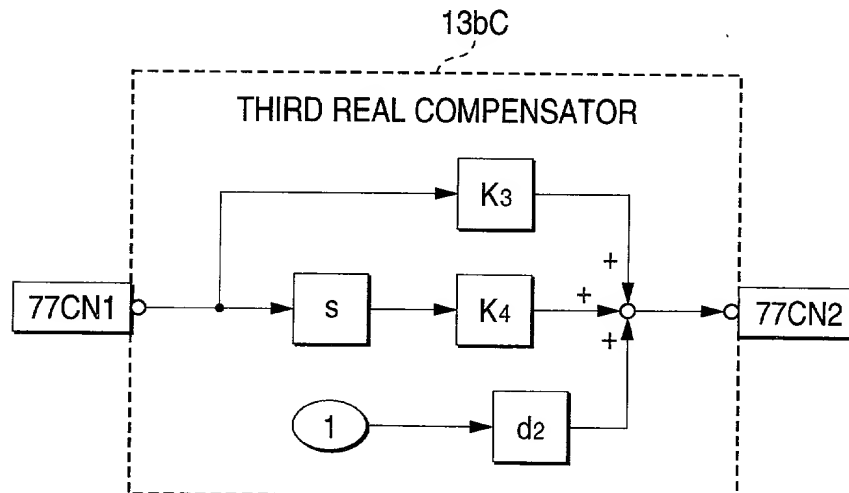 13bC
THIRD REAL COMPENSATOR
K3
+
77CN1
s
K4
+
77CN2
+
1
d2